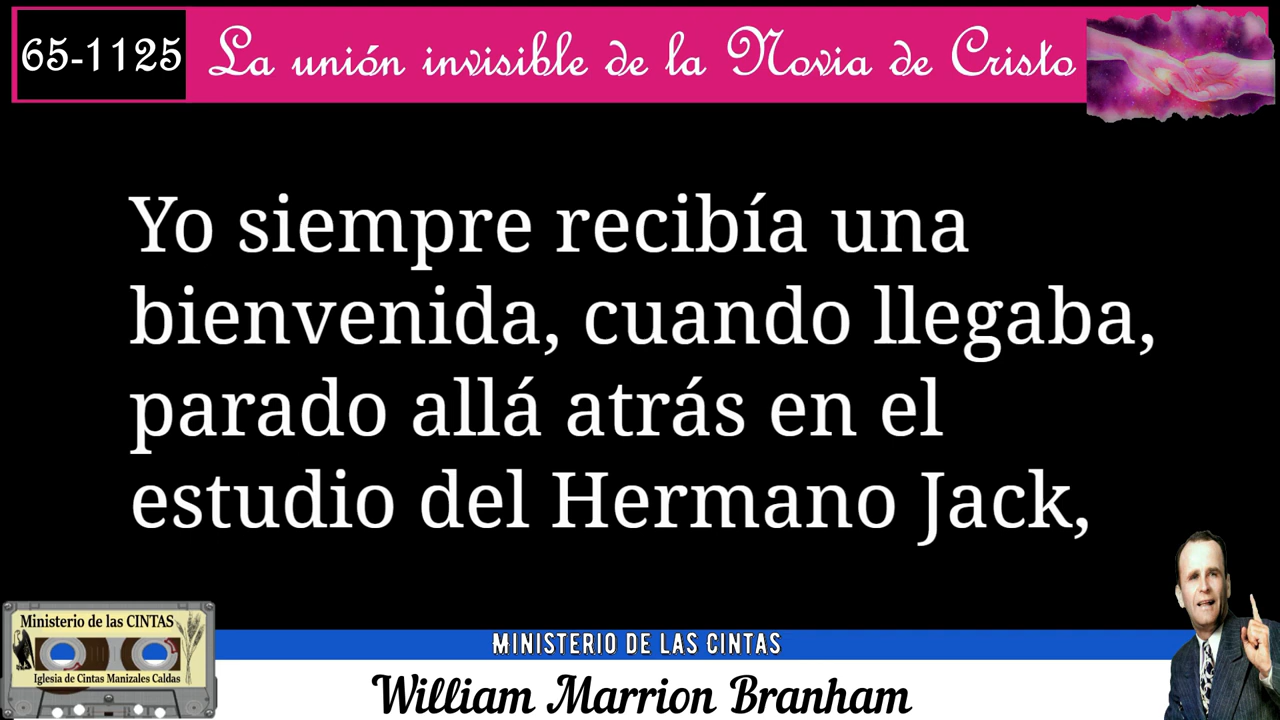 65-1125 La unión invisible de la Novia de Cristo
Yo siempre recibía una
bienvenida, cuando llegaba,
parado allá atrás en el
estudio del Hermano Jack,
Ministerio de las CINTAS
Iglesia de Cintas Manizales Caldas
MINISTERIO DE LAS CINTAS
William Marrion Branham